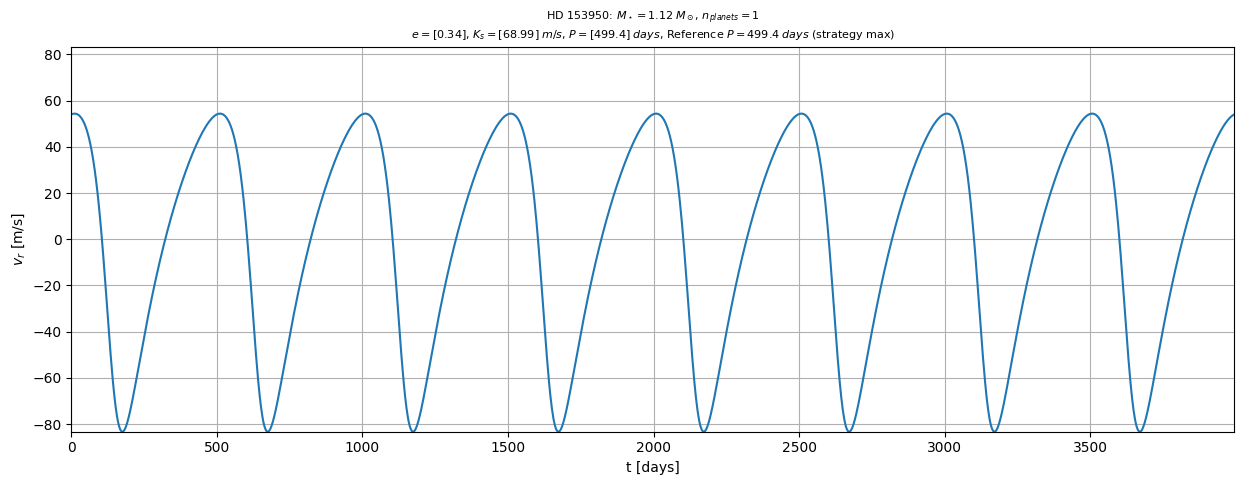 HD 153950: $M_\star = 1.12\ M_\odot$, $n_{planets} = 1$
$e = [0.34]$, $K_s = [68.99]\ m/s$, $P = [499.4]\ days$, Reference $P = 499.4\ days$ (strategy max)
80
60
40
20
0
−20
−40
−60
−80
$v_r$ [m/s]
0 500 1000 1500 2000 2500 3000 3500
t [days]